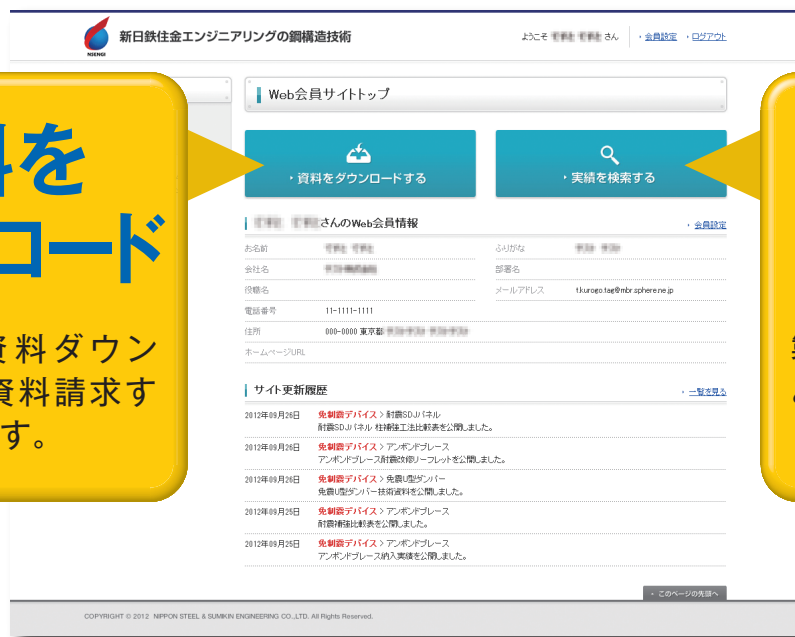 NSENGI
新日鉄住金エンジニアリングの鋼構造技術
ようこそ さん
・会員設定 ・ログアウト
Web会員サイトトップ
料を
コード
資料ダウン
資料請求す
す。
・資料をダウンロードする
・実績を検索する
さんのWeb会員情報
・会員設定
お名前
ふりがな
会社名
部署名
役職名
メールアドレス t.kurogo.tag@mbr.sphere.ne.jp
電話番号 11-1111-1111
住所 000-0000 東京都
ホームページURL
サイト更新履歴
・一覧を見る
2012年09月26日 免制震デバイス > 耐震SDJパネル
耐震SDJパネル 柱補強工法比較表を公開しました。
2012年09月26日 免制震デバイス > アンボンドブレース
アンボンドブレース耐震改修リーフレットを公開しました。
2012年09月26日 免制震デバイス > 免震U型ダンパー
免震U型ダンパー技術資料を公開しました。
2012年09月25日 免制震デバイス > アンボンドブレース
耐震補強比較表を公開しました。
2012年09月25日 免制震デバイス > アンボンドブレース
アンボンドブレース納入実績を公開しました。
・このページの先頭へ
COPYRIGHT © 2012 NIPPON STEEL & SUMIKIN ENGINEERING CO.,LTD. All Rights Reserved.